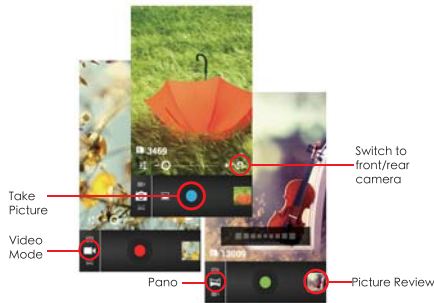 3469
Switch to
front/rear
camera
Take
Picture
Video
Mode
13009
Pano
Picture Review